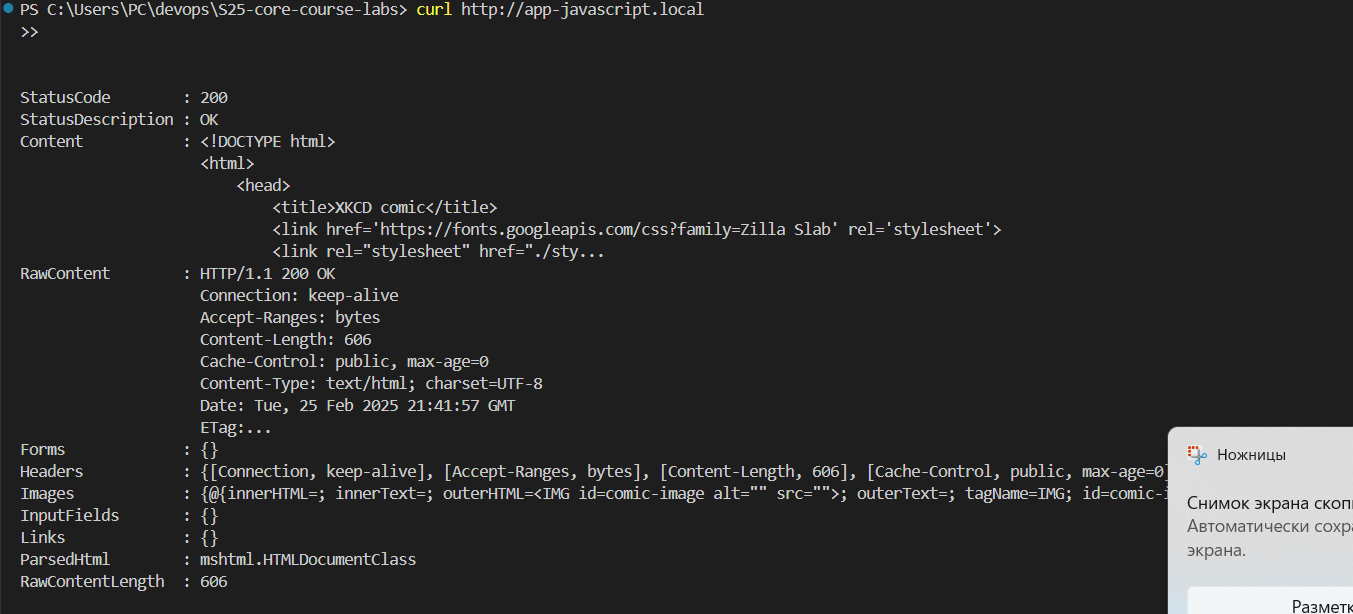 PS C:\Users\PC\devops\S25-core-course-labs> curl http://app-javascript.local
>>
StatusCode        : 200
StatusDescription : OK
Content           : <!DOCTYPE html>
                    <html>
                        <head>
                            <title>XKCD comic</title>
                            <link href='https://fonts.googleapis.com/css?family=Zilla Slab' rel='stylesheet'>
                            <link rel="stylesheet" href="./sty...
RawContent        : HTTP/1.1 200 OK
                    Connection: keep-alive
                    Accept-Ranges: bytes
                    Content-Length: 606
                    Cache-Control: public, max-age=0
                    Content-Type: text/html; charset=UTF-8
                    Date: Tue, 25 Feb 2025 21:41:57 GMT
                    ETag:...
Forms             : {}
Headers           : {[Connection, keep-alive], [Accept-Ranges, bytes], [Content-Length, 606], [Cache-Control, public, max-age=0]
Images            : {@{innerHTML=; innerText=; outerHTML=<IMG id=comic-image alt="" src="">; outerText=; tagName=IMG; id=comic-i
InputFields       : {}
Links             : {}
ParsedHtml        : mshtml.HTMLDocumentClass
RawContentLength  : 606
Ножницы
Снимок экрана скоп
Автоматически сохра
экрана.
Разметк